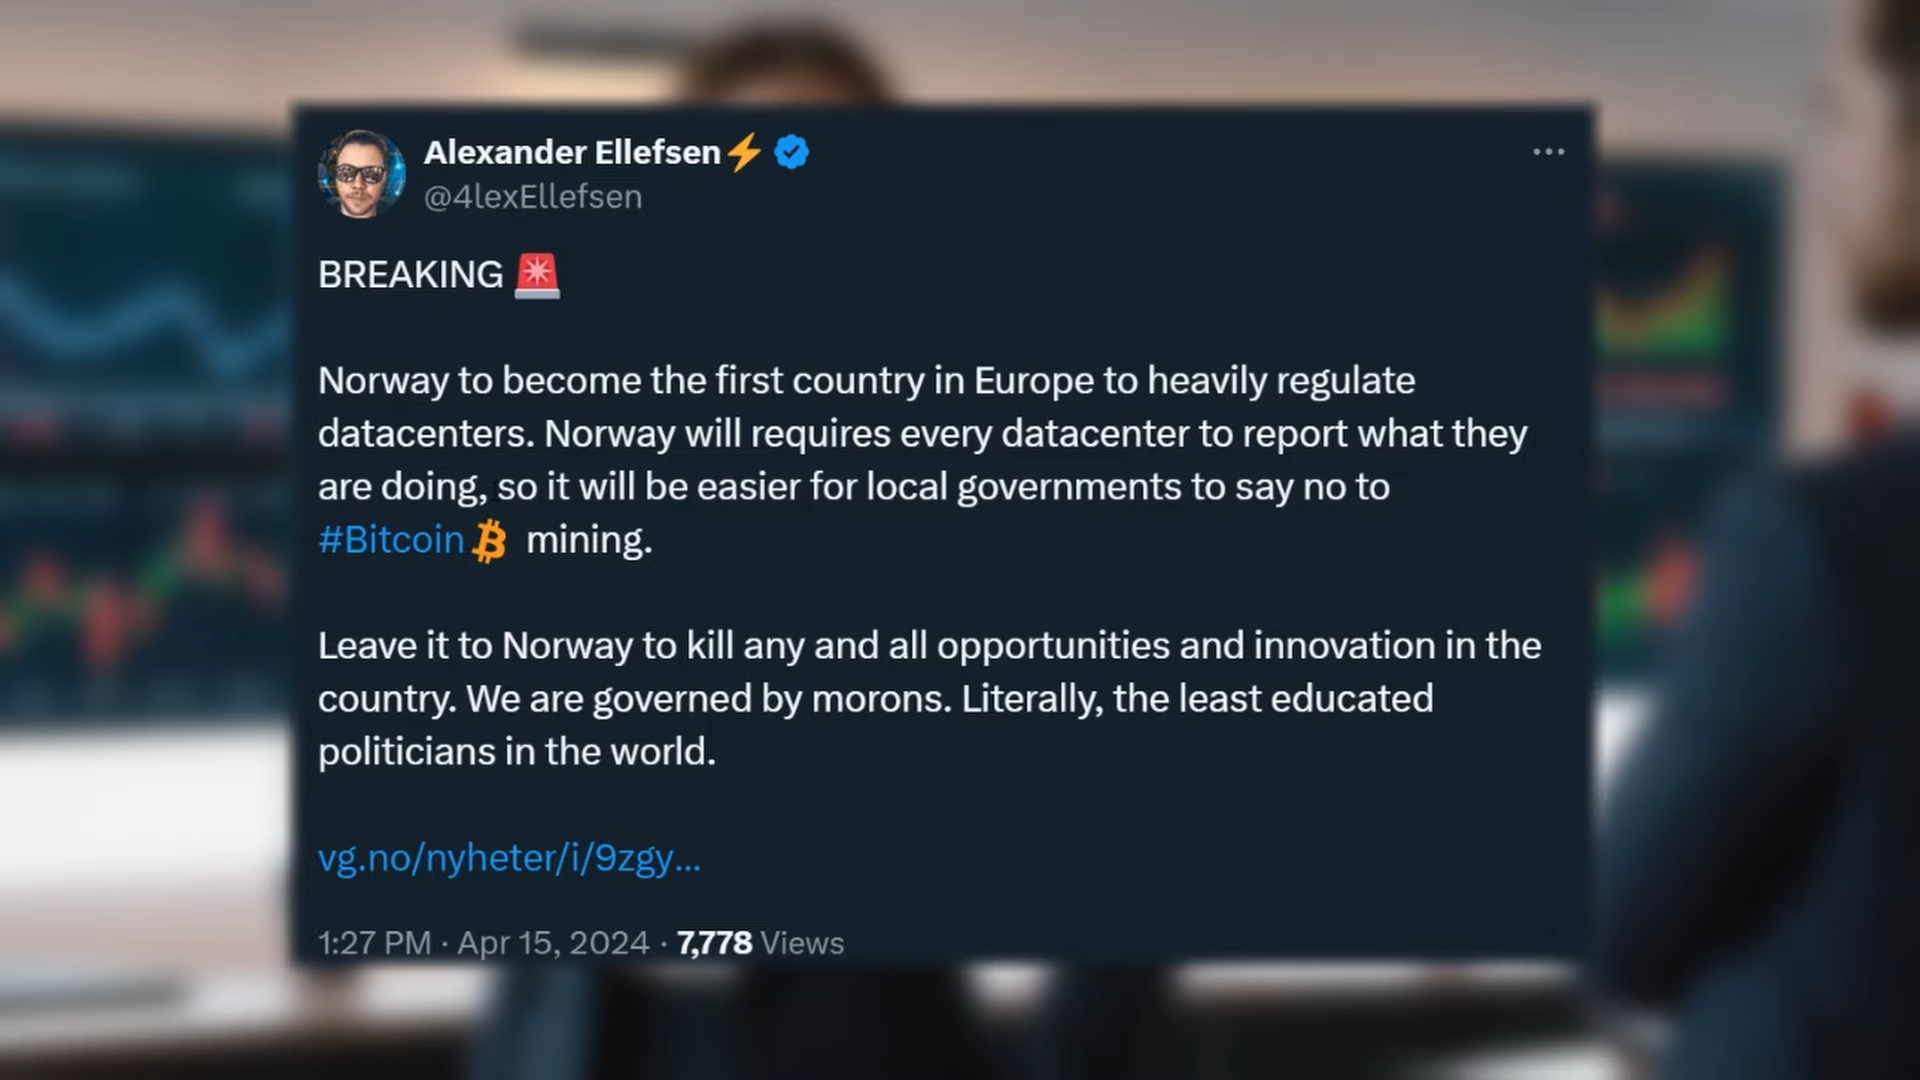 Alexander Ellefsen⚡
@4lexEllefsen
BREAKING 🚨
Norway to become the first country in Europe to heavily regulate
datacenters. Norway will requires every datacenter to report what they
are doing, so it will be easier for local governments to say no to
#Bitcoin₿ mining.
Leave it to Norway to kill any and all opportunities and innovation in the
country. We are governed by morons. Literally, the least educated
politicians in the world.
vg.no/nyheter/i/9zgy...
1:27 PM · Apr 15, 2024 · 7,778 Views